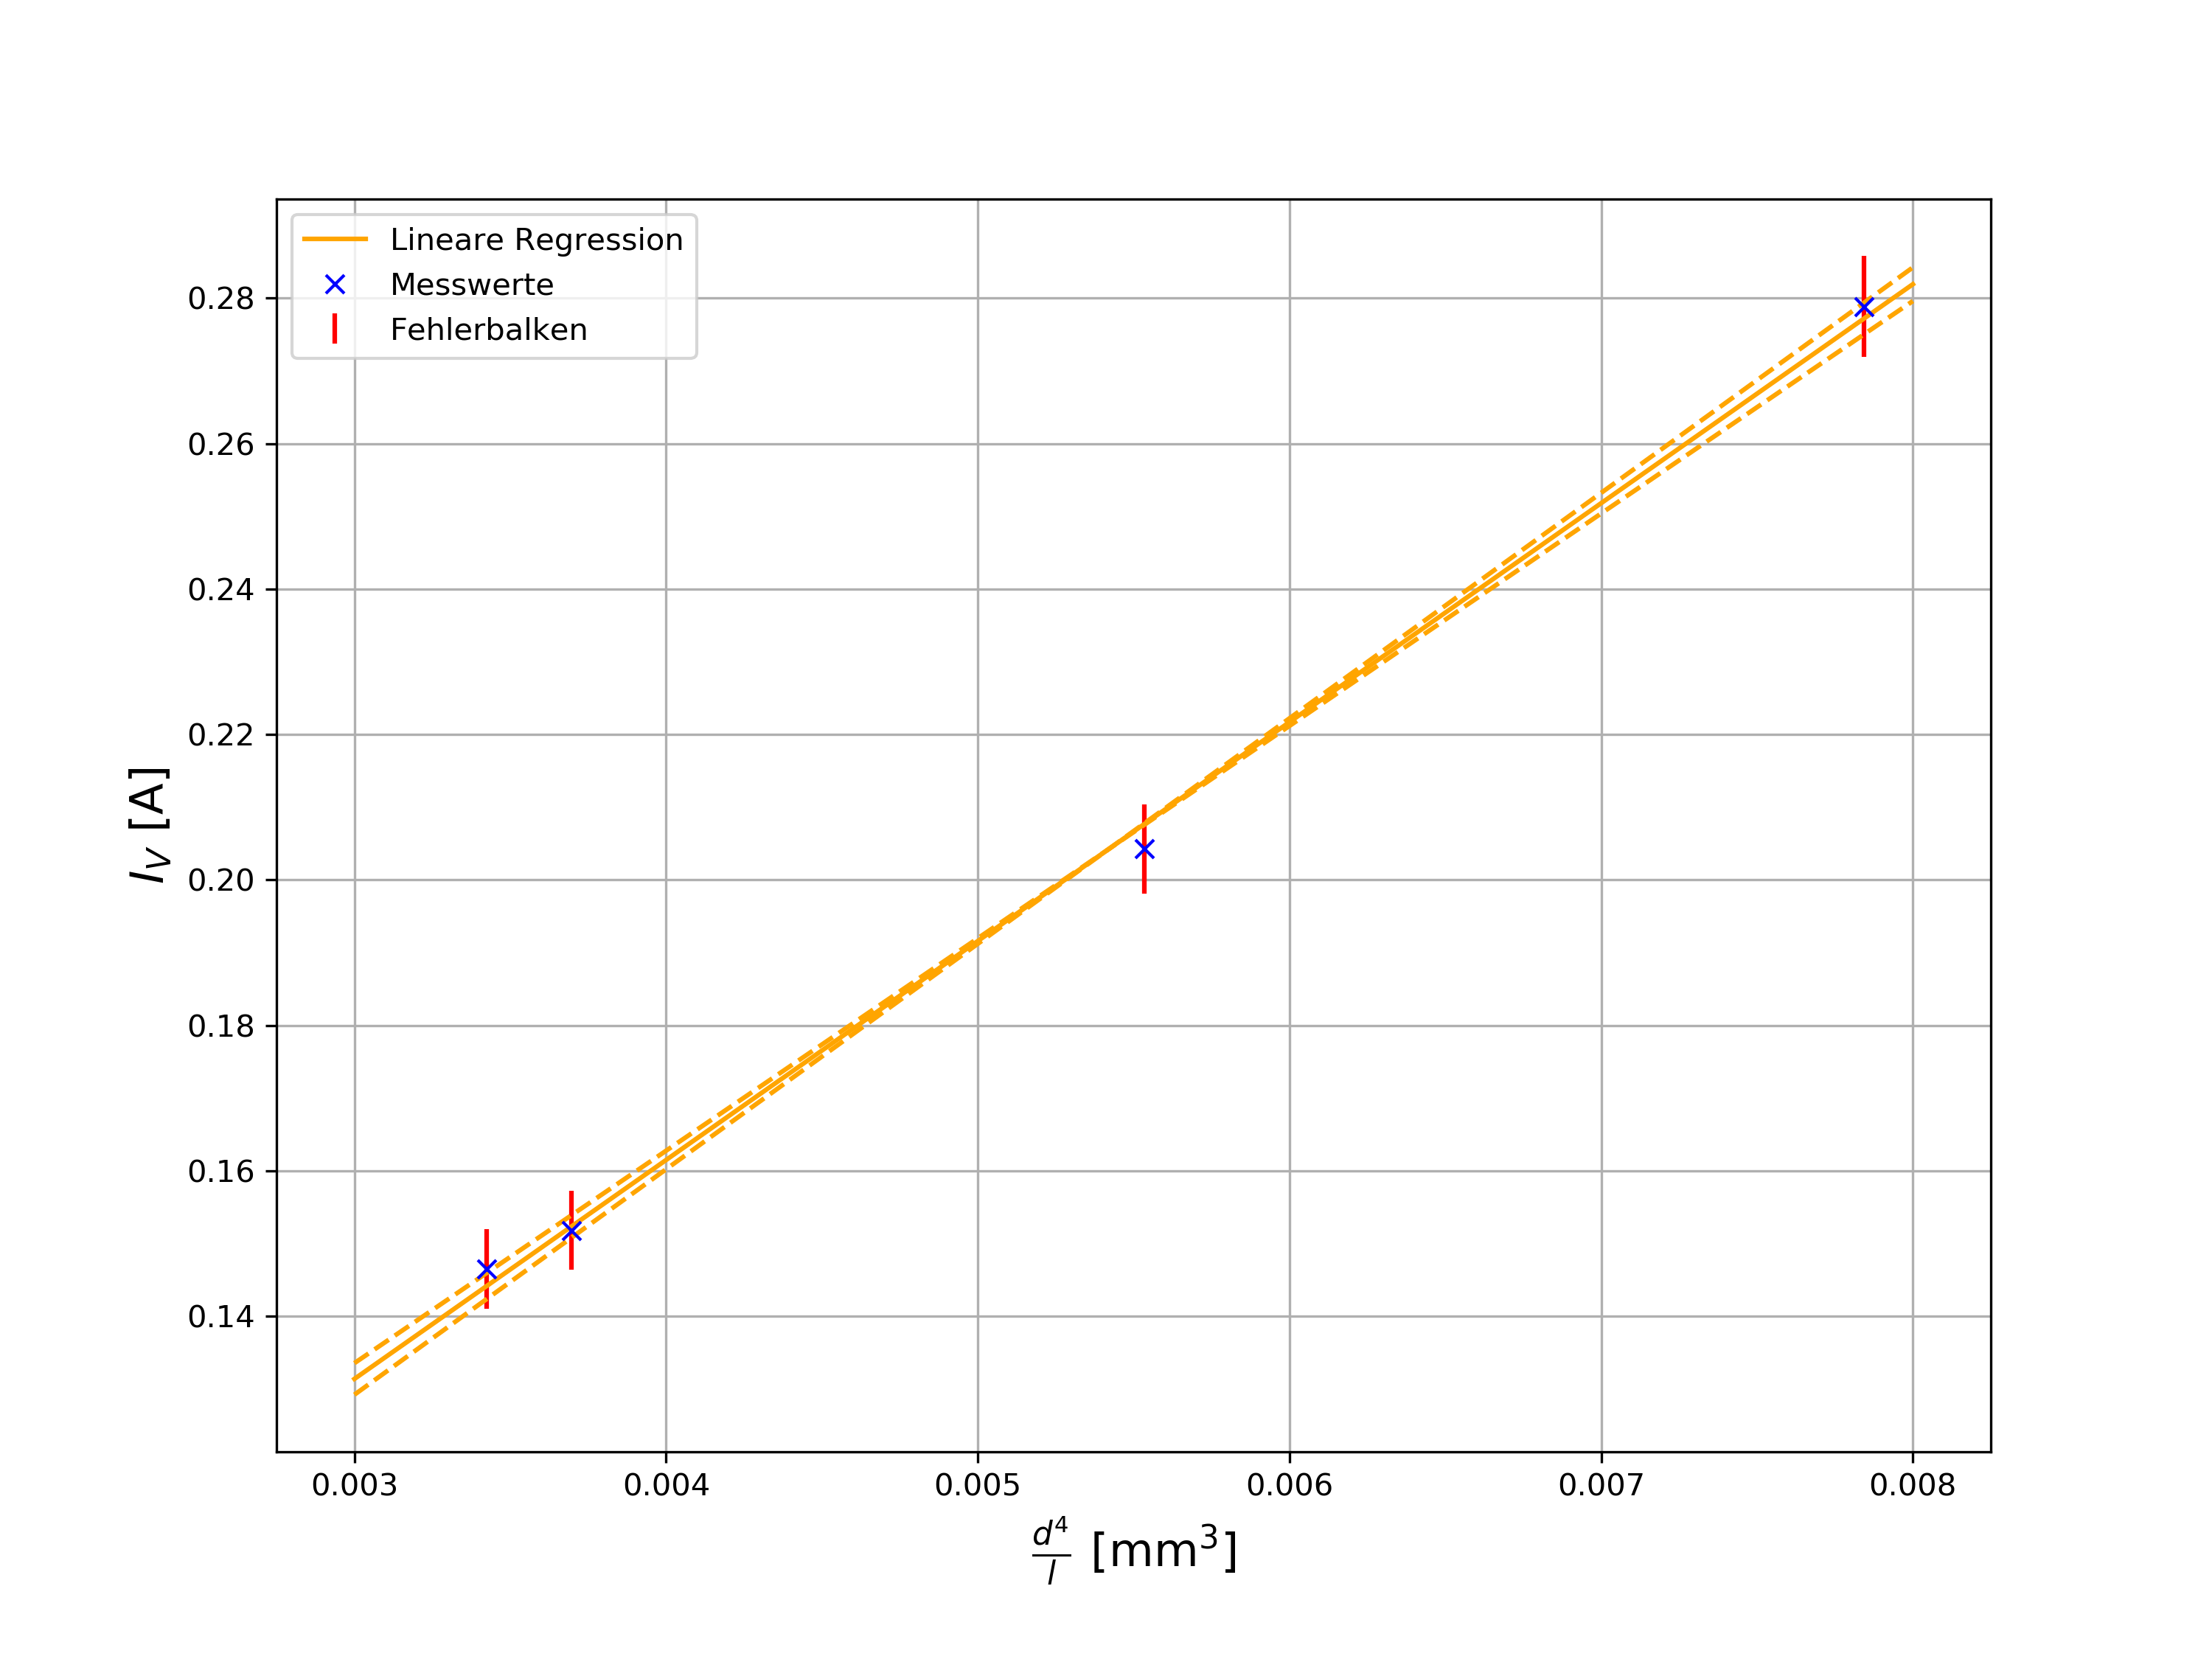 Lineare Regression
Messwerte
Fehlerbalken
0.28
0.26
0.24
0.22
0.20
0.18
0.16
0.14
I_V [A]
0.003 0.004 0.005 0.006 0.007 0.008
d⁴/l [mm³]